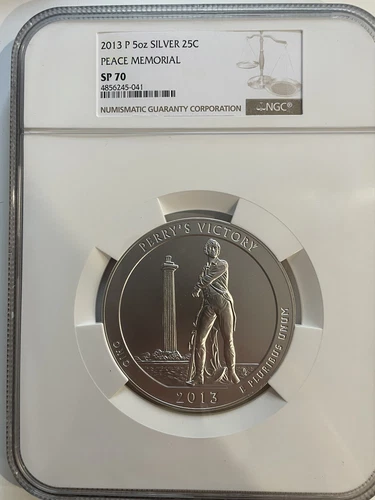 2013 P 5oz SILVER 25C
PEACE MEMORIAL
SP 70
4856245-041
NUMISMATIC GUARANTY CORPORATION
NGC®
PERRY'S VICTORY
OHIO
2013
E PLURIBUS UNUM